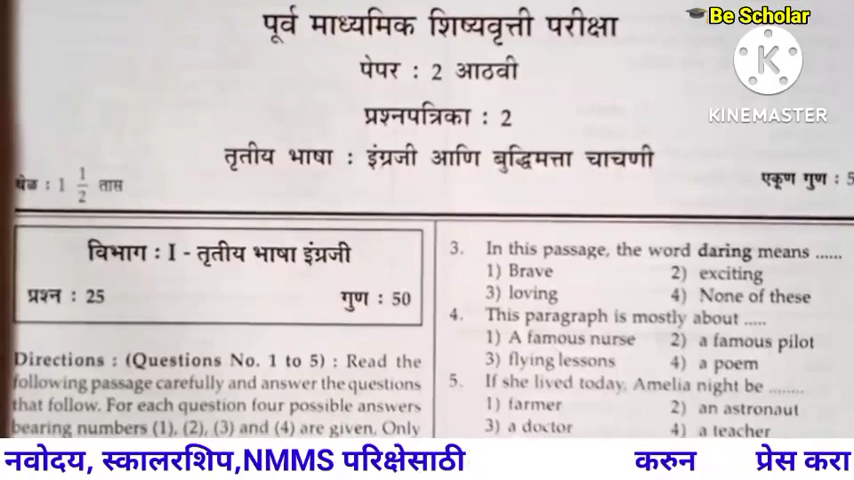 Be Scholar
K
KINEMASTER
पूर्व माध्यमिक शिष्यवृत्ती परीक्षा
पेपर : 2 आठवी
प्रश्नपत्रिका : 2
तृतीय भाषा : इंग्रजी आणि बुद्धिमत्ता चाचणी
वेळ : 1 1/2 तास
एकूण गुण : 5
विभाग : I - तृतीय भाषा इंग्रजी
प्रश्न : 25 गुण : 50
Directions : (Questions No. 1 to 5) : Read the
following passage carefully and answer the questions
that follow. For each question four possible answers
bearing numbers (1), (2), (3) and (4) are given. Only
3. In this passage, the word daring means ......
1) Brave 2) exciting
3) loving 4) None of these
4. This paragraph is mostly about .....
1) A famous nurse 2) a famous pilot
3) flying lessons 4) a poem
5. If she lived today, Amelia night be ........
1) farmer 2) an astronaut
3) a doctor 4) a teacher
नवोदय, स्कालरशिप,NMMS परिक्षेसाठी करुन प्रेस करा